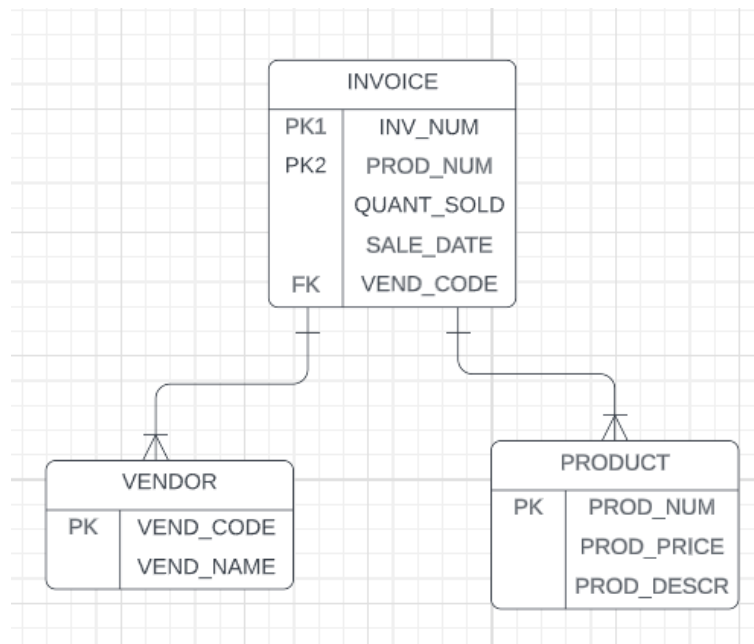 INVOICE
PK1 INV_NUM
PK2 PROD_NUM
QUANT_SOLD
SALE_DATE
FK VEND_CODE
VENDOR
PK VEND_CODE
VEND_NAME
PRODUCT
PK PROD_NUM
PROD_PRICE
PROD_DESCR